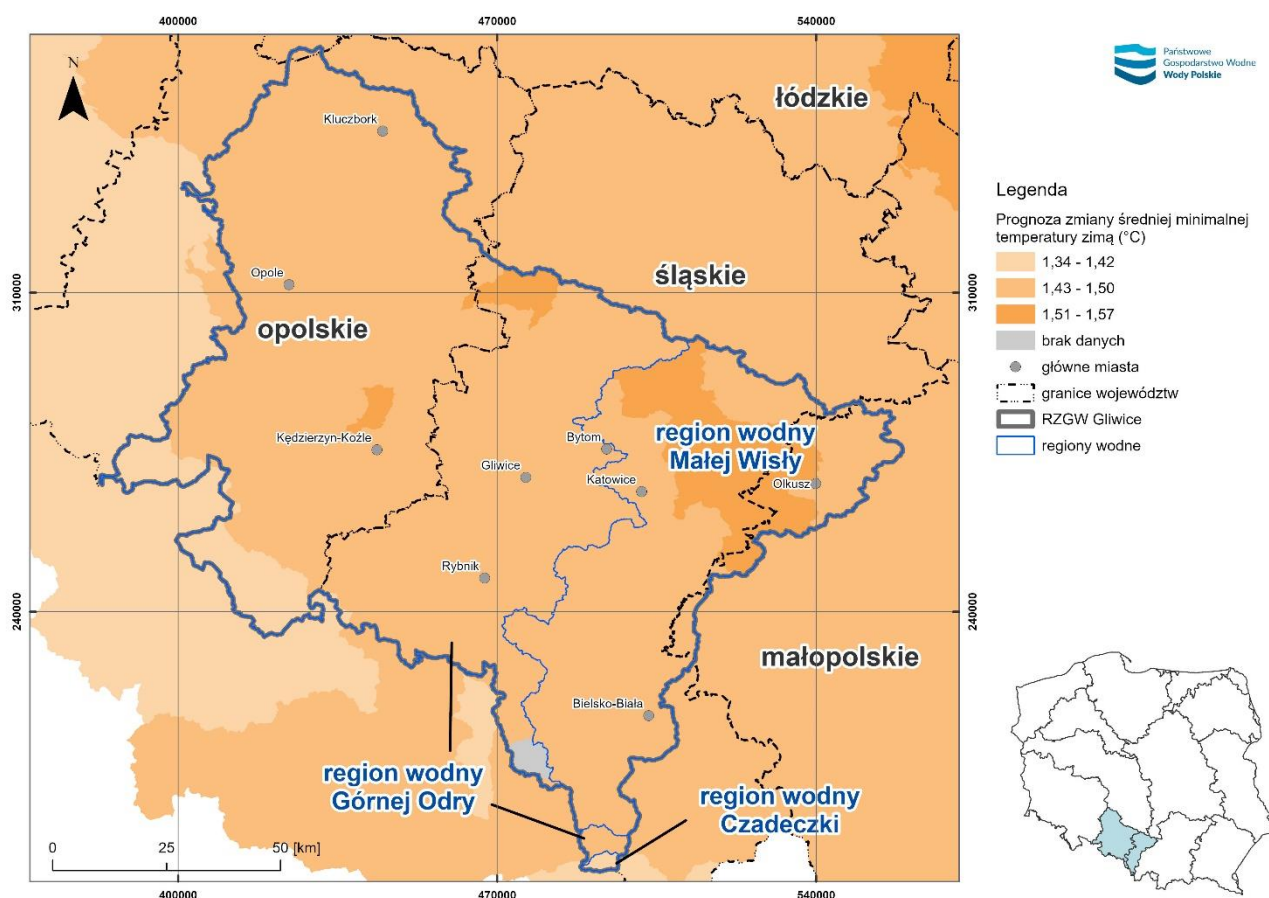 400000
470000
540000
N
łódzkie
Kluczbork
śląskie
Opole
310000
310000
opolskie
Kędzierzyn-Koźle
Bytom
region wodny
Małej Wisły
Gliwice
Katowice
Olkusz
Rybnik
240000
240000
małopolskie
Bielsko-Biała
region wodny
Górnej Odry
region wodny
Czadeczki
0
25
50 [km]
400000
470000
540000
Państwowe
Gospodarstwo Wodne
Wody Polskie
Legenda
Prognoza zmiany średniej minimalnej
temperatury zimą (°C)
1,34 - 1,42
1,43 - 1,50
1,51 - 1,57
brak danych
główne miasta
granice województw
RZGW Gliwice
regiony wodne